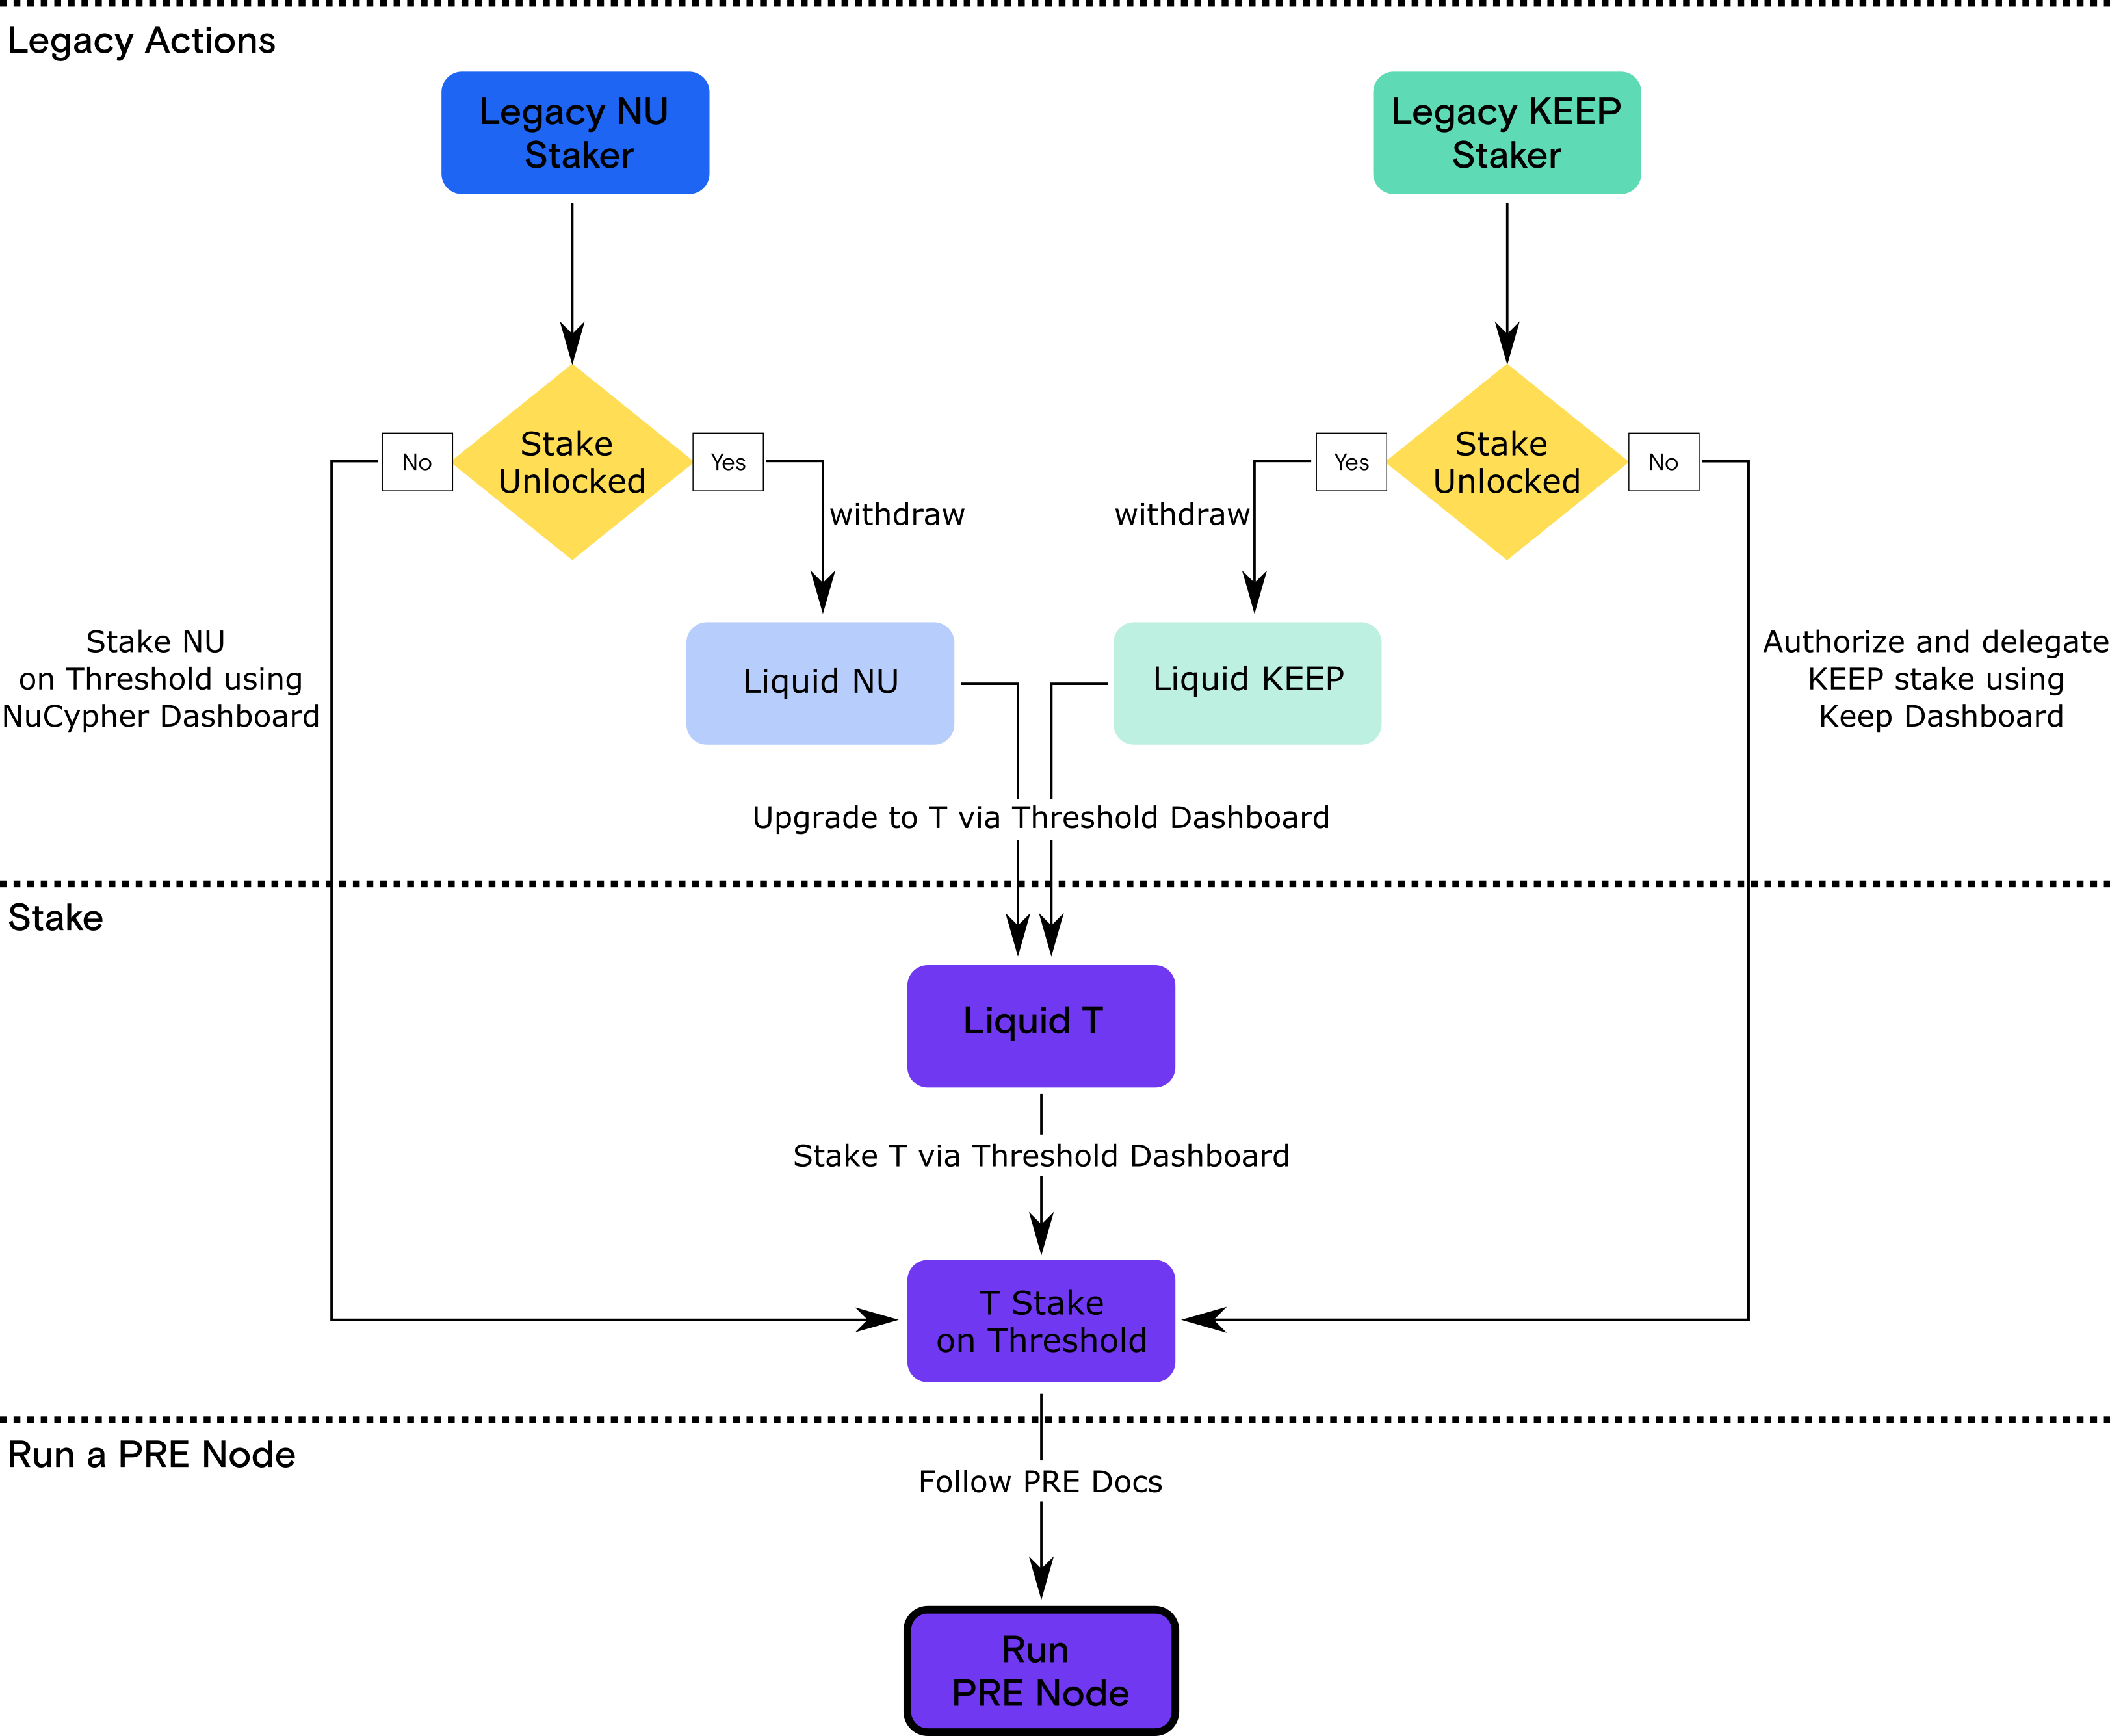 Legacy Actions
Legacy NU
Staker
Legacy KEEP
Staker
No
Stake
Unlocked
Yes
Yes
Stake
Unlocked
No
withdraw
withdraw
Stake NU
on Threshold using
NuCypher Dashboard
Liquid NU
Liquid KEEP
Authorize and delegate
KEEP stake using
Keep Dashboard
Upgrade to T via Threshold Dashboard
Stake
Liquid T
Stake T via Threshold Dashboard
T Stake
on Threshold
Run a PRE Node
Follow PRE Docs
Run
PRE Node